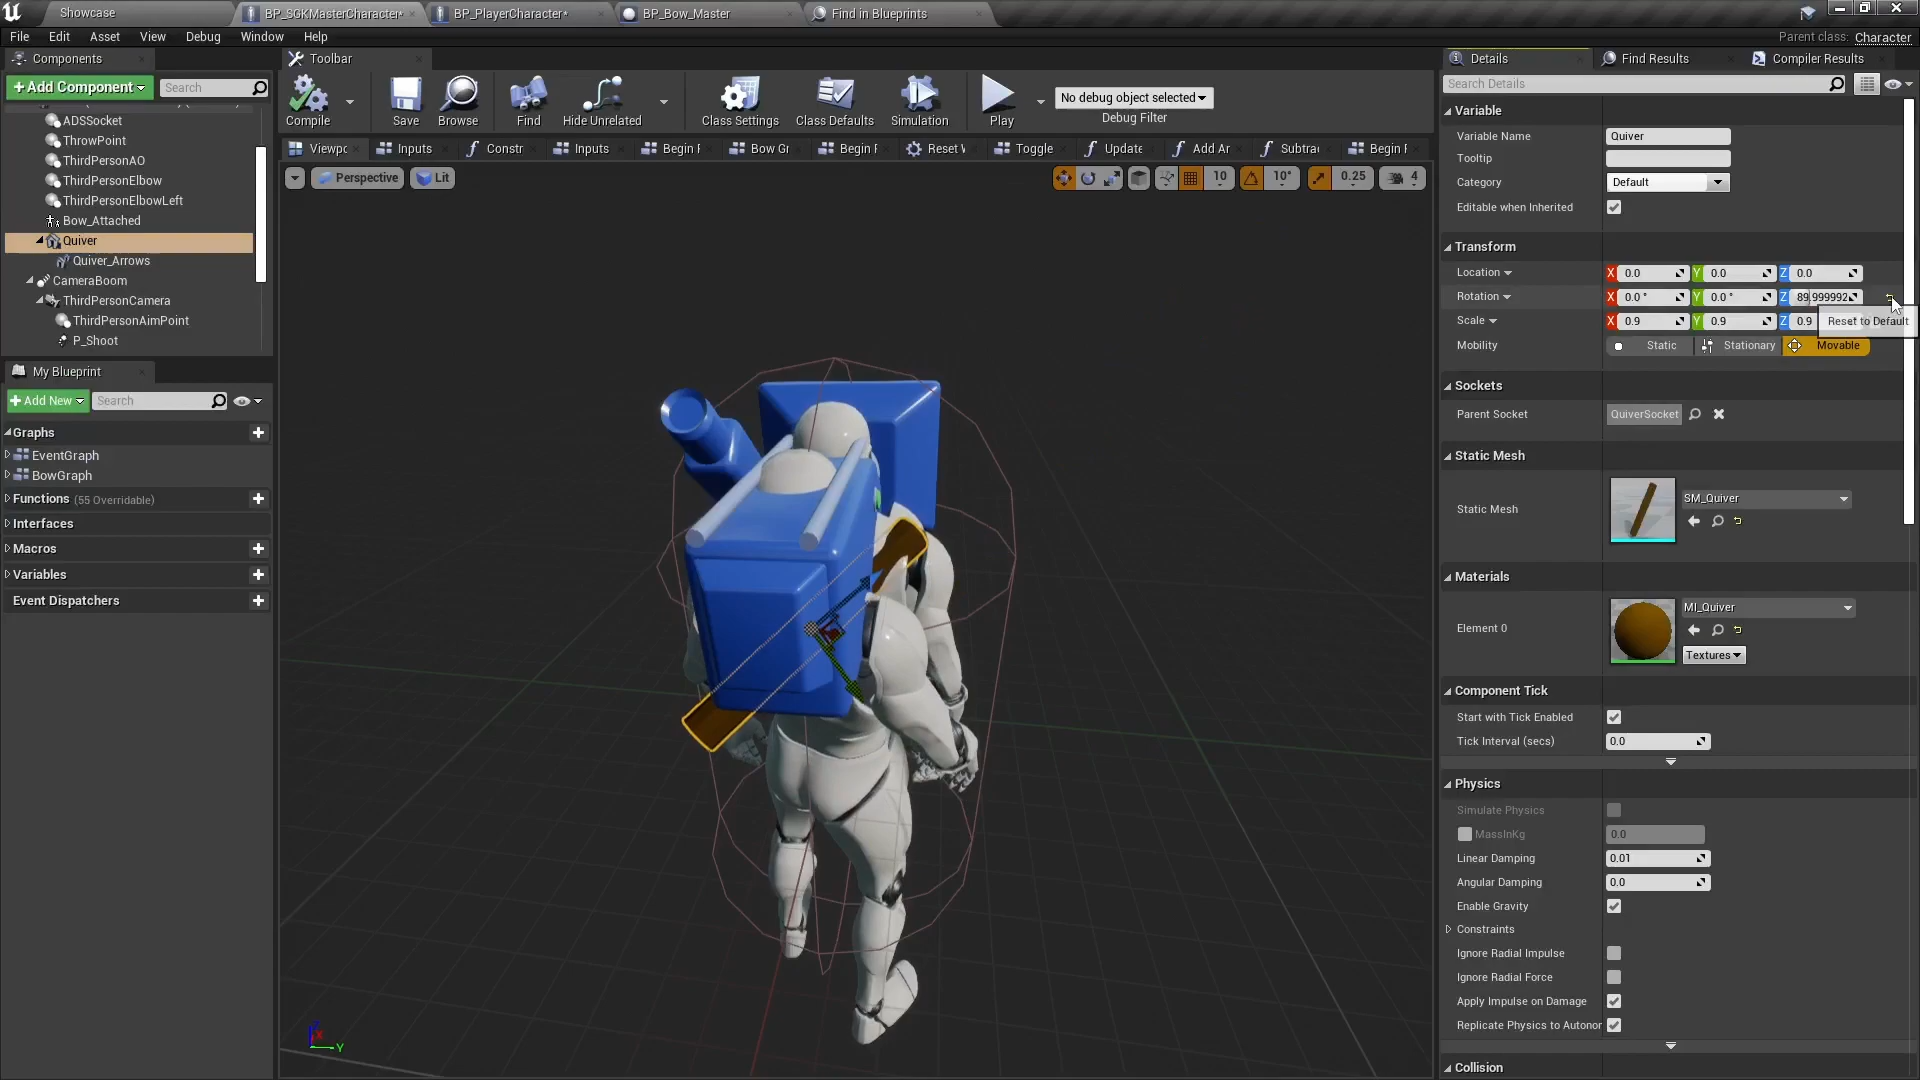 Showcase
BP_SGKMasterCharacter*
BP_PlayerCharacter*
BP_Bow_Master
Find in Blueprints
File Edit Asset View Debug Window Help
Parent class: Character
Components
+Add Component
Search
ADSSocket
ThrowPoint
ThirdPersonAO
ThirdPersonElbow
ThirdPersonElbowLeft
Bow_Attached
Quiver
Quiver_Arrows
CameraBoom
ThirdPersonCamera
ThirdPersonAimPoint
P_Shoot
My Blueprint
+Add New
Search
Graphs
EventGraph
BowGraph
Functions (55 Overridable)
Interfaces
Macros
Variables
Event Dispatchers
Toolbar
Compile
Save
Browse
Find
Hide Unrelated
Class Settings
Class Defaults
Simulation
Play
No debug object selected
Debug Filter
Viewpo
Inputs
Constr
Inputs
Begin F
Bow Gr
Begin F
Reset V
Toggle
Update
Add Ar
Subtrac
Begin F
Perspective
Lit
10
10°
0.25
4
X
Y
Details
Find Results
Compiler Results
Search Details
Variable
Variable Name Quiver
Tooltip
Category Default
Editable when Inherited
Transform
Location X 0.0 Y 0.0 Z 0.0
Rotation X 0.0 ° Y 0.0 ° Z 89.999992
Scale X 0.9 Y 0.9 Z 0.9
Reset to Default
Mobility Static Stationary Movable
Sockets
Parent Socket QuiverSocket
Static Mesh
Static Mesh SM_Quiver
Materials
Element 0 MI_Quiver
Textures
Component Tick
Start with Tick Enabled
Tick Interval (secs) 0.0
Physics
Simulate Physics
MassInKg 0.0
Linear Damping 0.01
Angular Damping 0.0
Enable Gravity
Constraints
Ignore Radial Impulse
Ignore Radial Force
Apply Impulse on Damage
Replicate Physics to Autonor
Collision